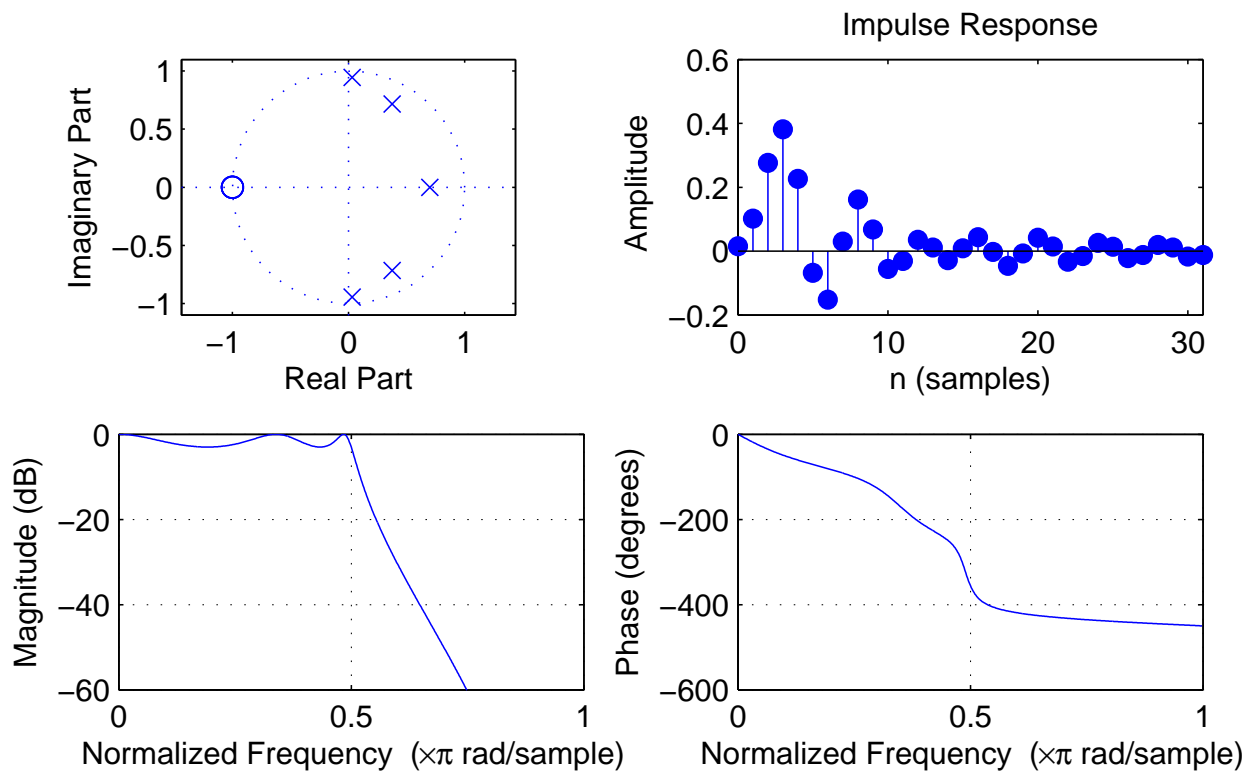 Imaginary Part
1
0.5
0
−0.5
−1
−1 0 1
Real Part
Impulse Response
Amplitude
0.6
0.4
0.2
0
−0.2
0 10 20 30
n (samples)
Magnitude (dB)
0
−20
−40
−60
0 0.5 1
Normalized Frequency (×π rad/sample)
Phase (degrees)
0
−200
−400
−600
0 0.5 1
Normalized Frequency (×π rad/sample)